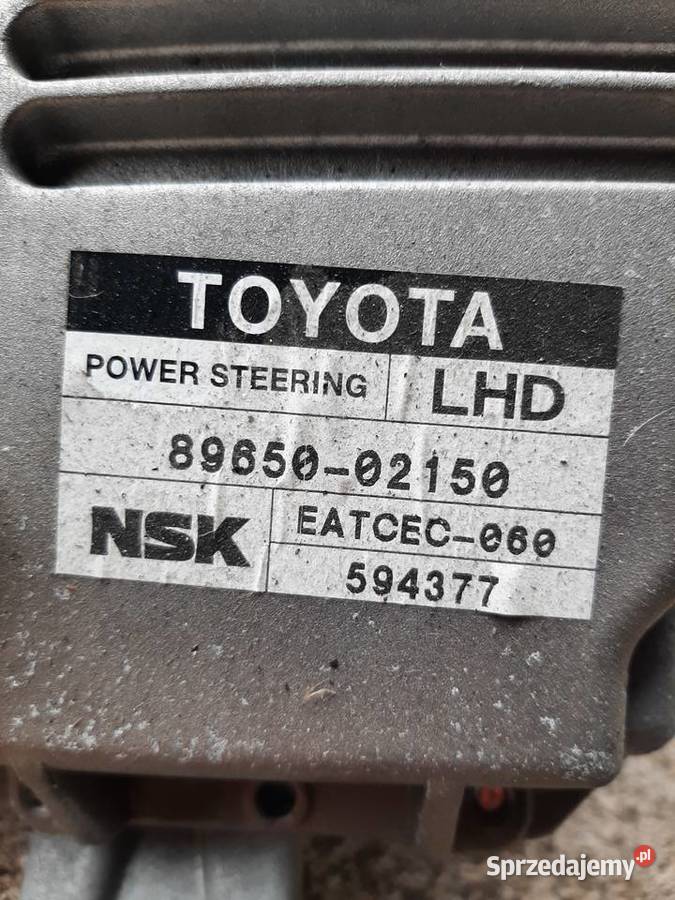 TOYOTA
POWER STEERING LHD
89650-02150
NSK EATCEC-060
594377
Sprzedajemy.pl